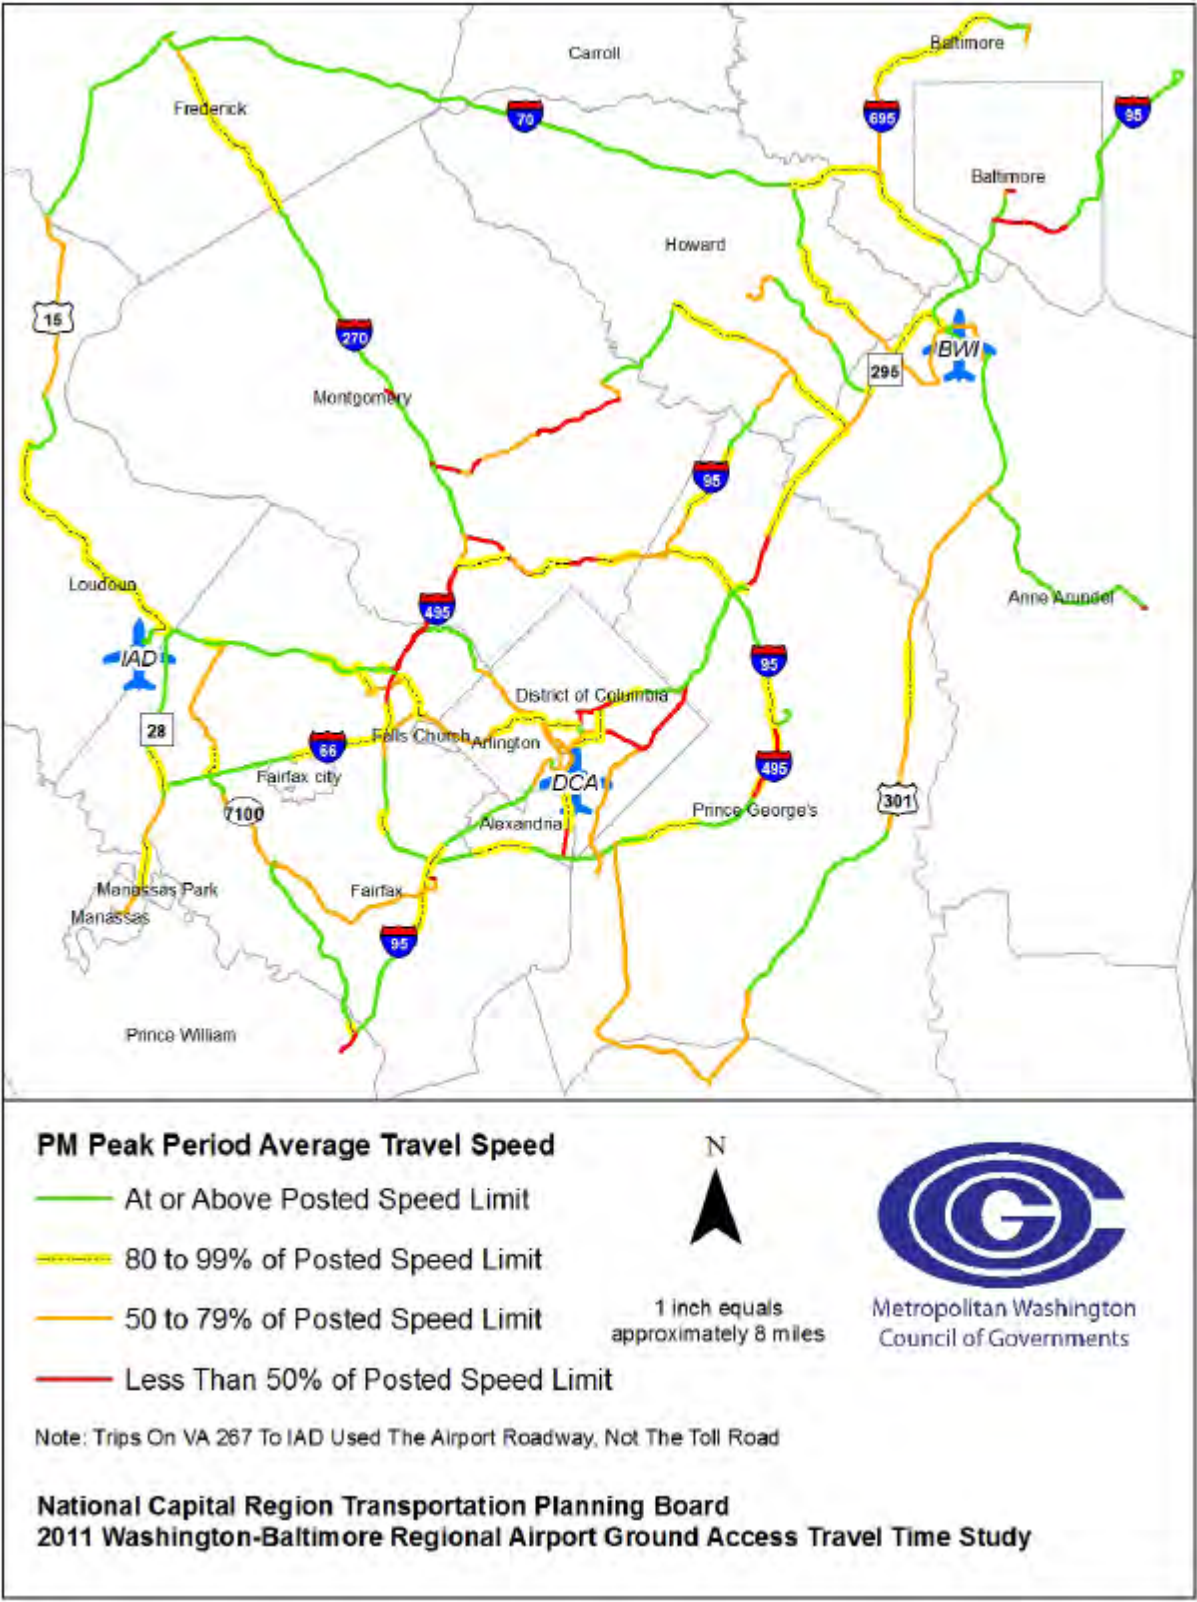 Carroll
Baltimore
Frederick
70
695
95
Baltimore
Howard
15
270
BWI
295
Montgomery
95
Loudoun
495
Anne Arundel
IAD
95
District of Columbia
28
Falls Church
Arlington
66
Fairfax city
495
DCA
7100
Prince George's
301
Alexandria
Manassas Park
Fairfax
Manassas
95
Prince William
PM Peak Period Average Travel Speed
At or Above Posted Speed Limit
80 to 99% of Posted Speed Limit
50 to 79% of Posted Speed Limit
Less Than 50% of Posted Speed Limit
N
1 inch equals
approximately 8 miles
COG
Metropolitan Washington
Council of Governments
Note: Trips On VA 267 To IAD Used The Airport Roadway, Not The Toll Road
National Capital Region Transportation Planning Board
2011 Washington-Baltimore Regional Airport Ground Access Travel Time Study